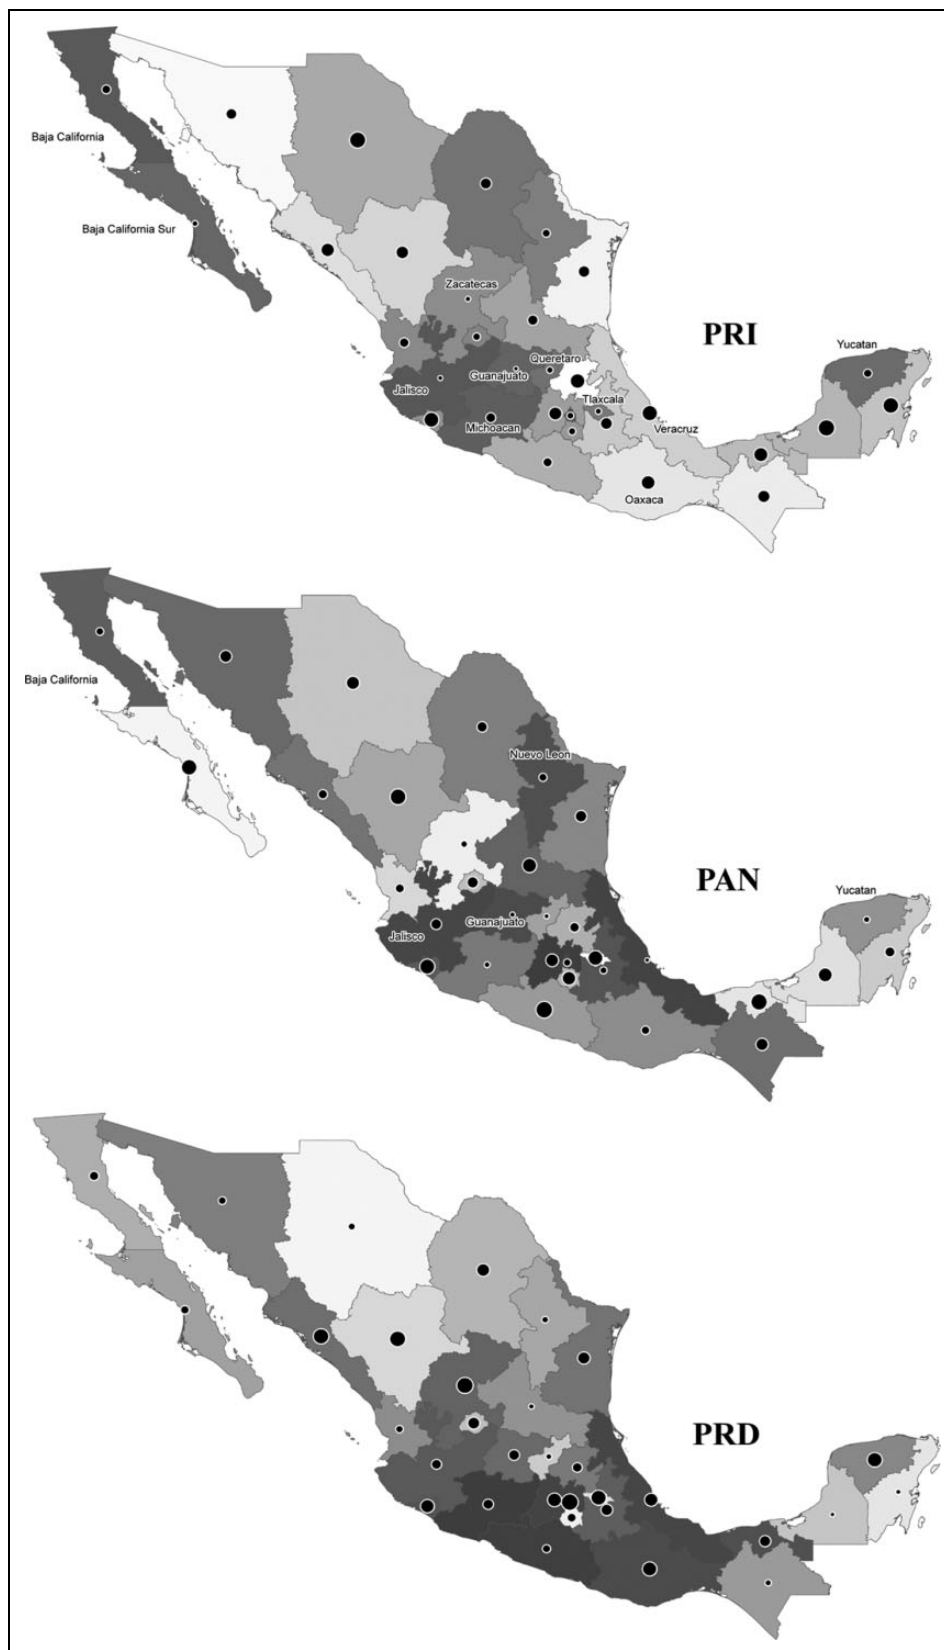 Baja California
Baja California Sur
Zacatecas
PRI
Yucatan
Queretaro
Guanajuato
Jalisco
Tlaxcala
Michoacan
Veracruz
Oaxaca
Baja California
Nuevo Leon
PAN
Yucatan
Guanajuato
Jalisco
PRD